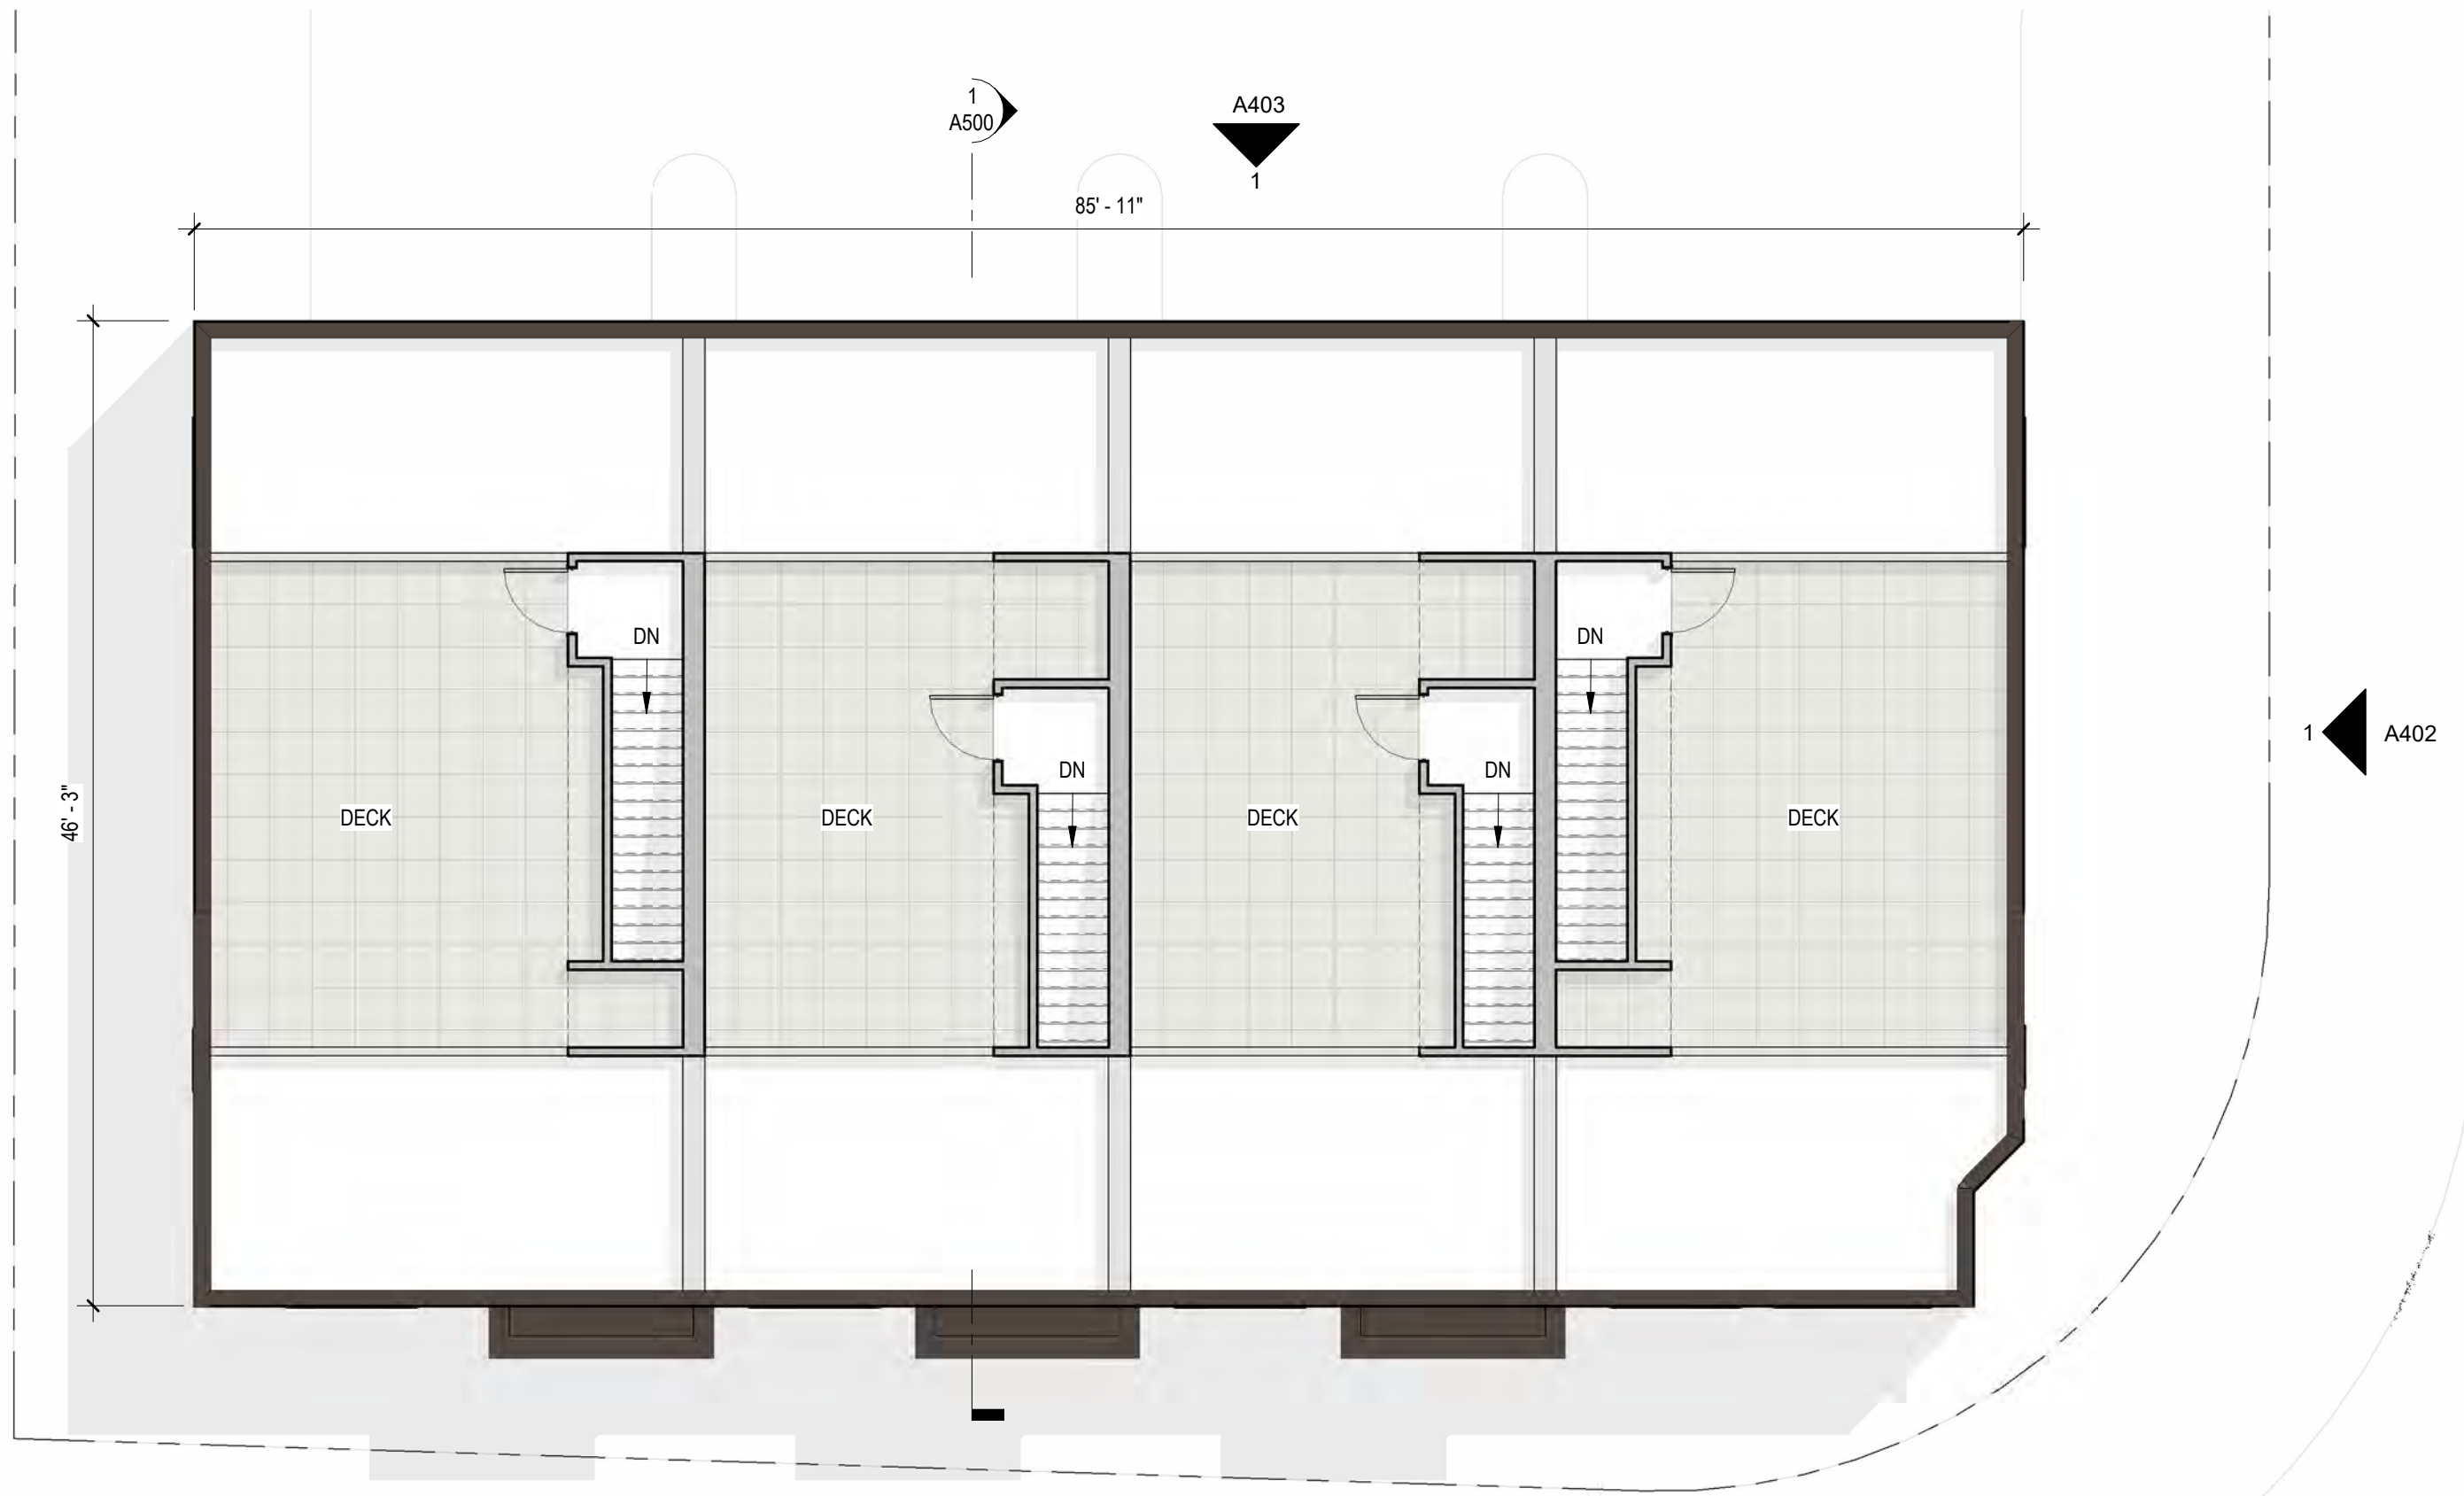 1
A500
A403
1
85' - 11"
DN
DN
DN
DN
DECK
DECK
DECK
DECK
46' - 3"
1
A402